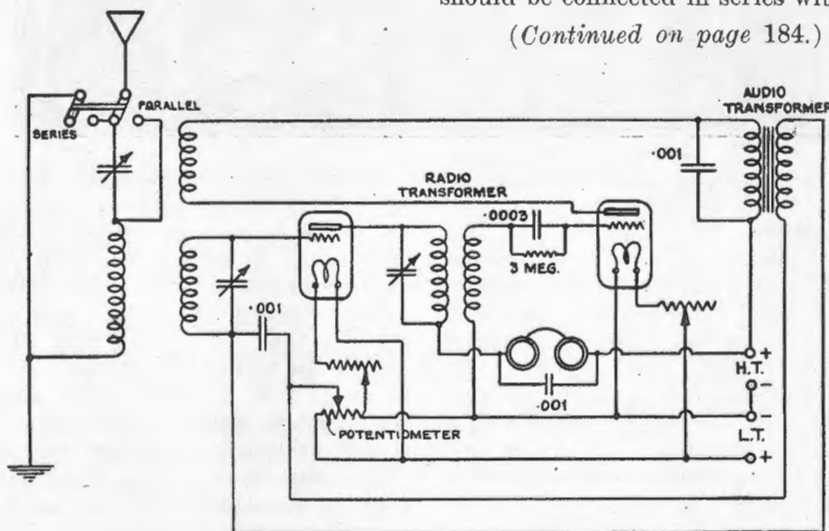 should be connected in series wit
(Continued on page 184.)
PARALLEL
SERIES
AUDIO
TRANSFORMER
.001
RADIO
TRANSFORMER
.0003
3 MEG.
.001
+
H.T.
-
.001
-
POTENTIOMETER
L.T.
+